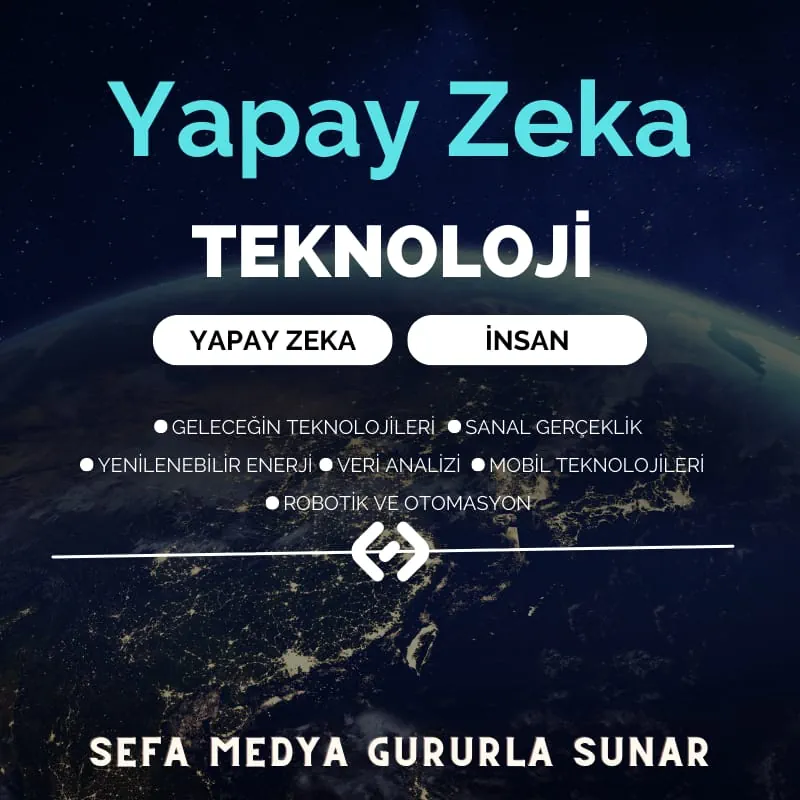 Yapay Zeka
TEKNOLOJİ
YAPAY ZEKA İNSAN
● GELECEĞİN TEKNOLOJİLERİ ● SANAL GERÇEKLİK
● YENİLENEBİLİR ENERJİ ● VERİ ANALİZİ ● MOBİL TEKNOLOJİLERİ
● ROBOTİK VE OTOMASYON
SEFA MEDYA GURURLA SUNAR